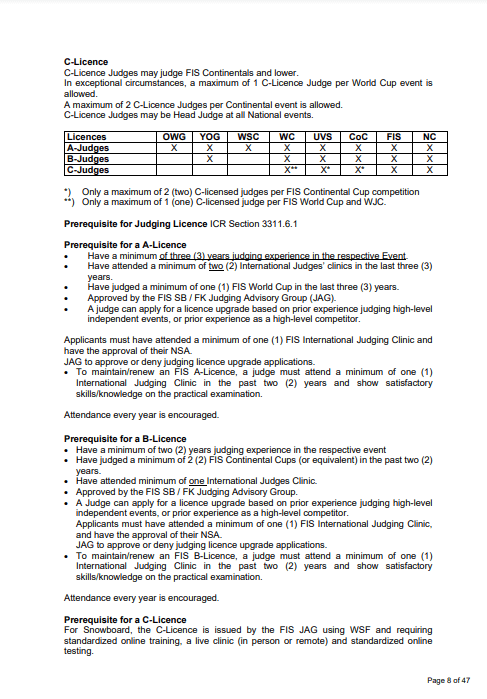 C-Licence
C-Licence Judges may judge FIS Continentals and lower.
In exceptional circumstances, a maximum of 1 C-Licence Judge per World Cup event is
allowed.
A maximum of 2 C-Licence Judges per Continental event is allowed.
C-Licence Judges may be Head Judge at all National events.
Licences OWG YOG WSC WC UVS CoC FIS NC
A-Judges X X X X X X X X
B-Judges X X X X X X
C-Judges X** X* X* X X
*) Only a maximum of 2 (two) C-licensed judges per FIS Continental Cup competition
**) Only a maximum of 1 (one) C-licensed judge per FIS World Cup and WJC.
Prerequisite for Judging Licence ICR Section 3311.6.1
Prerequisite for a A-Licence
• Have a minimum of three (3) years judging experience in the respective Event.
• Have attended a minimum of two (2) International Judges' clinics in the last three (3)
years.
• Have judged a minimum of one (1) FIS World Cup in the last three (3) years.
• Approved by the FIS SB / FK Judging Advisory Group (JAG).
• A judge can apply for a licence upgrade based on prior experience judging high-level
independent events, or prior experience as a high-level competitor.
Applicants must have attended a minimum of one (1) FIS International Judging Clinic and
have the approval of their NSA.
JAG to approve or deny judging licence upgrade applications.
• To maintain/renew an FIS A-Licence, a judge must attend a minimum of one (1)
International Judging Clinic in the past two (2) years and show satisfactory
skills/knowledge on the practical examination.
Attendance every year is encouraged.
Prerequisite for a B-Licence
• Have a minimum of two (2) years judging experience in the respective event
• Have judged a minimum of 2 (2) FIS Continental Cups (or equivalent) in the past two (2)
years.
• Have attended minimum of one International Judges Clinic.
• Approved by the FIS SB / FK Judging Advisory Group.
• A Judge can apply for a licence upgrade based on prior experience judging high-level
independent events, or prior experience as a high-level competitor.
Applicants must have attended a minimum of one (1) FIS International Judging Clinic,
and have the approval of their NSA.
JAG to approve or deny judging licence upgrade applications.
• To maintain/renew an FIS B-Licence, a judge must attend a minimum of one (1)
International Judging Clinic in the past two (2) years and show satisfactory
skills/knowledge on the practical examination.
Attendance every year is encouraged.
Prerequisite for a C-Licence
For Snowboard, the C-Licence is issued by the FIS JAG using WSF and requiring
standardized online training, a live clinic (in person or remote) and standardized online
testing.
Page 8 of 47